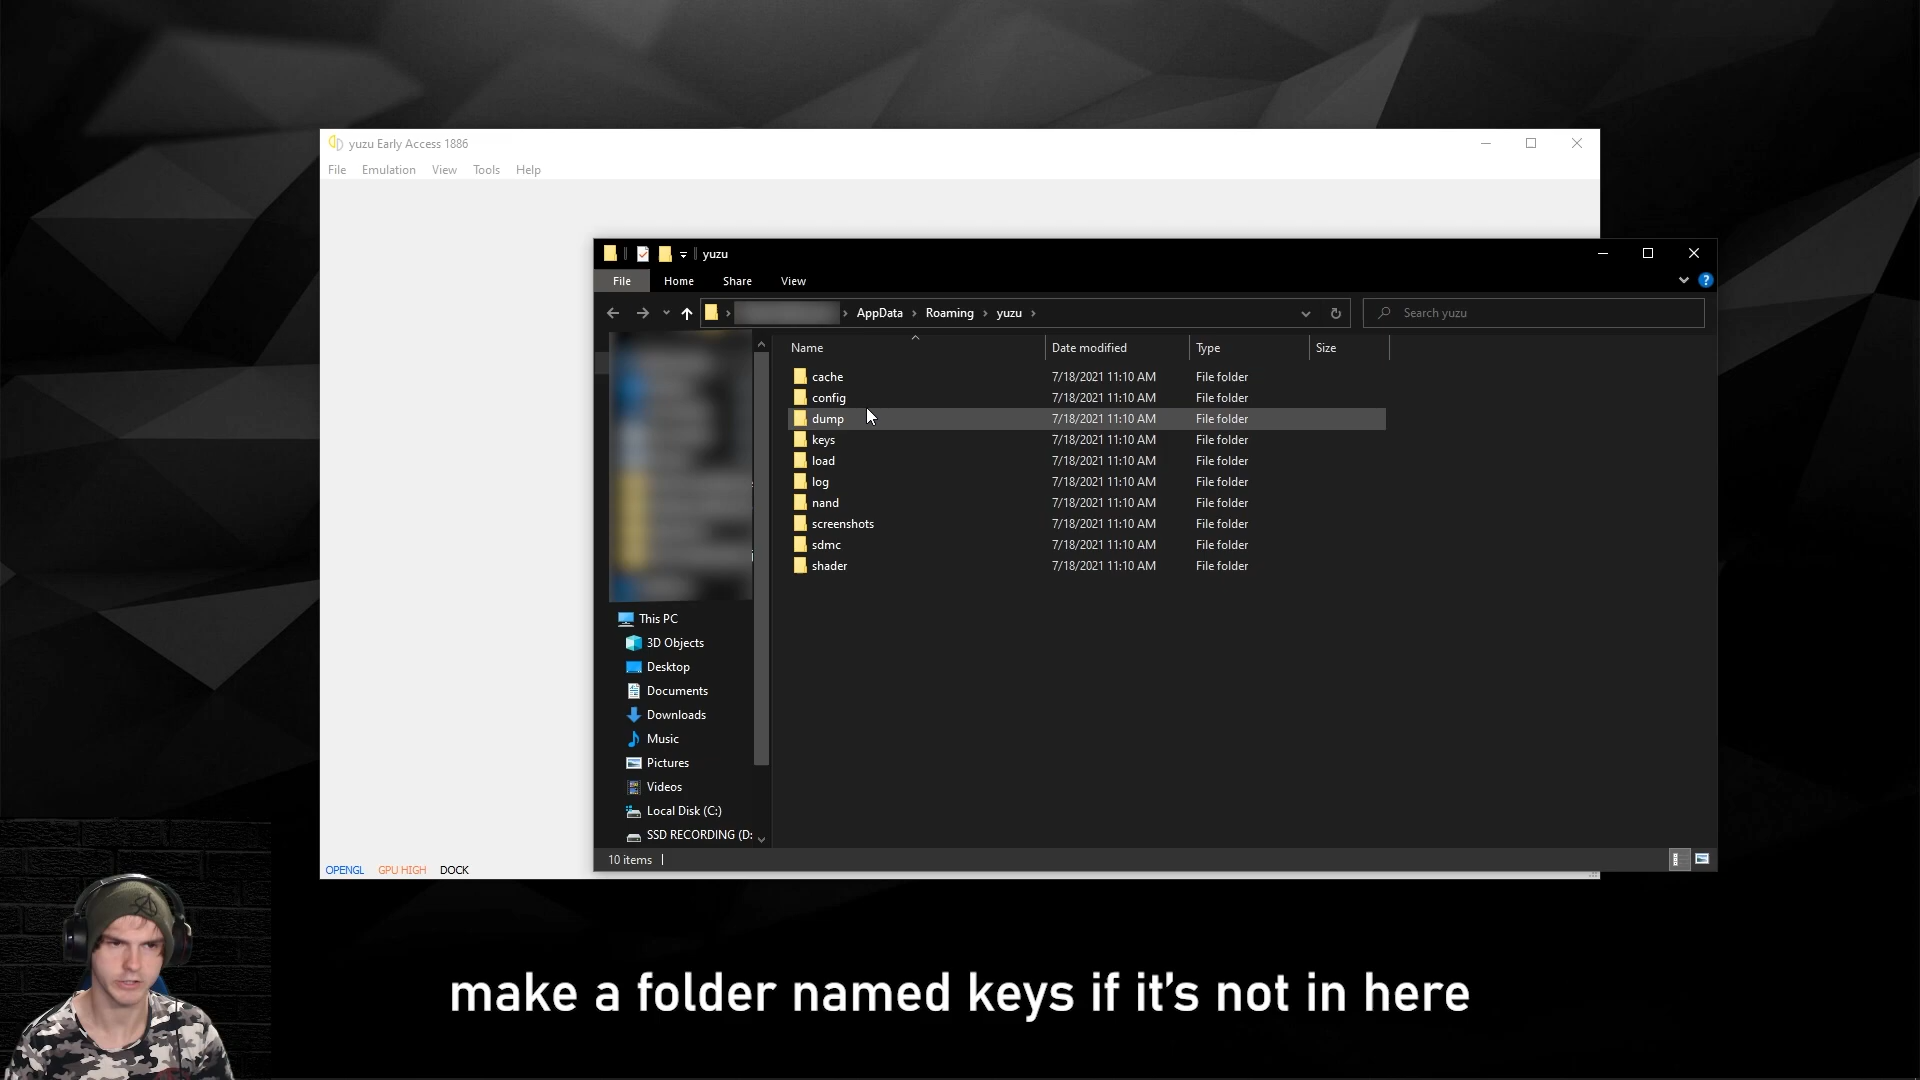 yuzu Early Access 1886
File Emulation View Tools Help
yuzu
File Home Share View
AppData Roaming yuzu
Search yuzu
Name Date modified Type Size
cache 7/18/2021 11:10 AM File folder
config 7/18/2021 11:10 AM File folder
dump 7/18/2021 11:10 AM File folder
keys 7/18/2021 11:10 AM File folder
load 7/18/2021 11:10 AM File folder
log 7/18/2021 11:10 AM File folder
nand 7/18/2021 11:10 AM File folder
screenshots 7/18/2021 11:10 AM File folder
sdmc 7/18/2021 11:10 AM File folder
shader 7/18/2021 11:10 AM File folder
This PC
3D Objects
Desktop
Documents
Downloads
Music
Pictures
Videos
Local Disk (C:)
SSD RECORDING (D:
10 items
OPENGL GPU HIGH DOCK
make a folder named keys if it's not in here